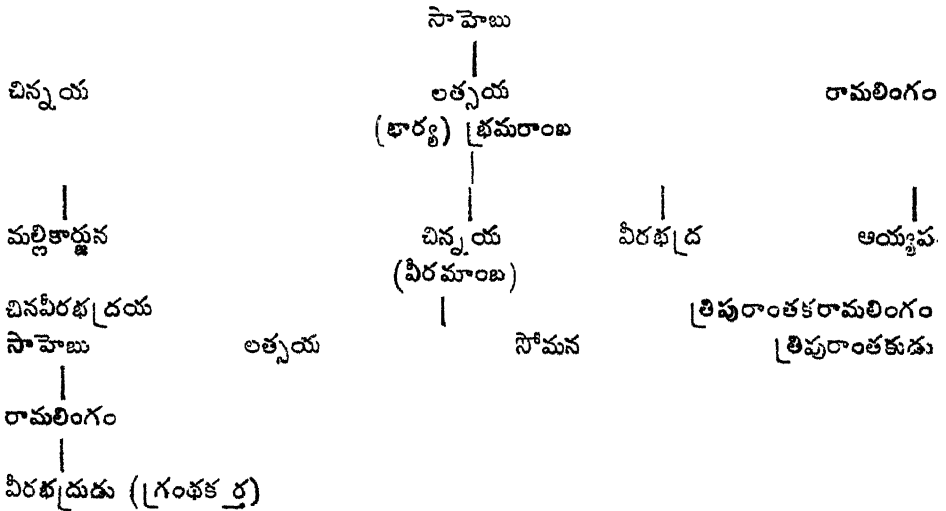 సాహెబు
చిన్నయ లత్సయ రామలింగం
(భార్య) భ్రమరాంబ
మల్లికార్జున చిన్నయ వీరభద్ర ఆయ్యప-
(వీరమాంబ)
చినవీరభద్రయ త్రిపురాంతకరామలింగం
సాహెబు లత్సయ సోమన త్రిపురాంతకుడు
రామలింగం
వీరభద్రుడు (గ్రంథకర్త)